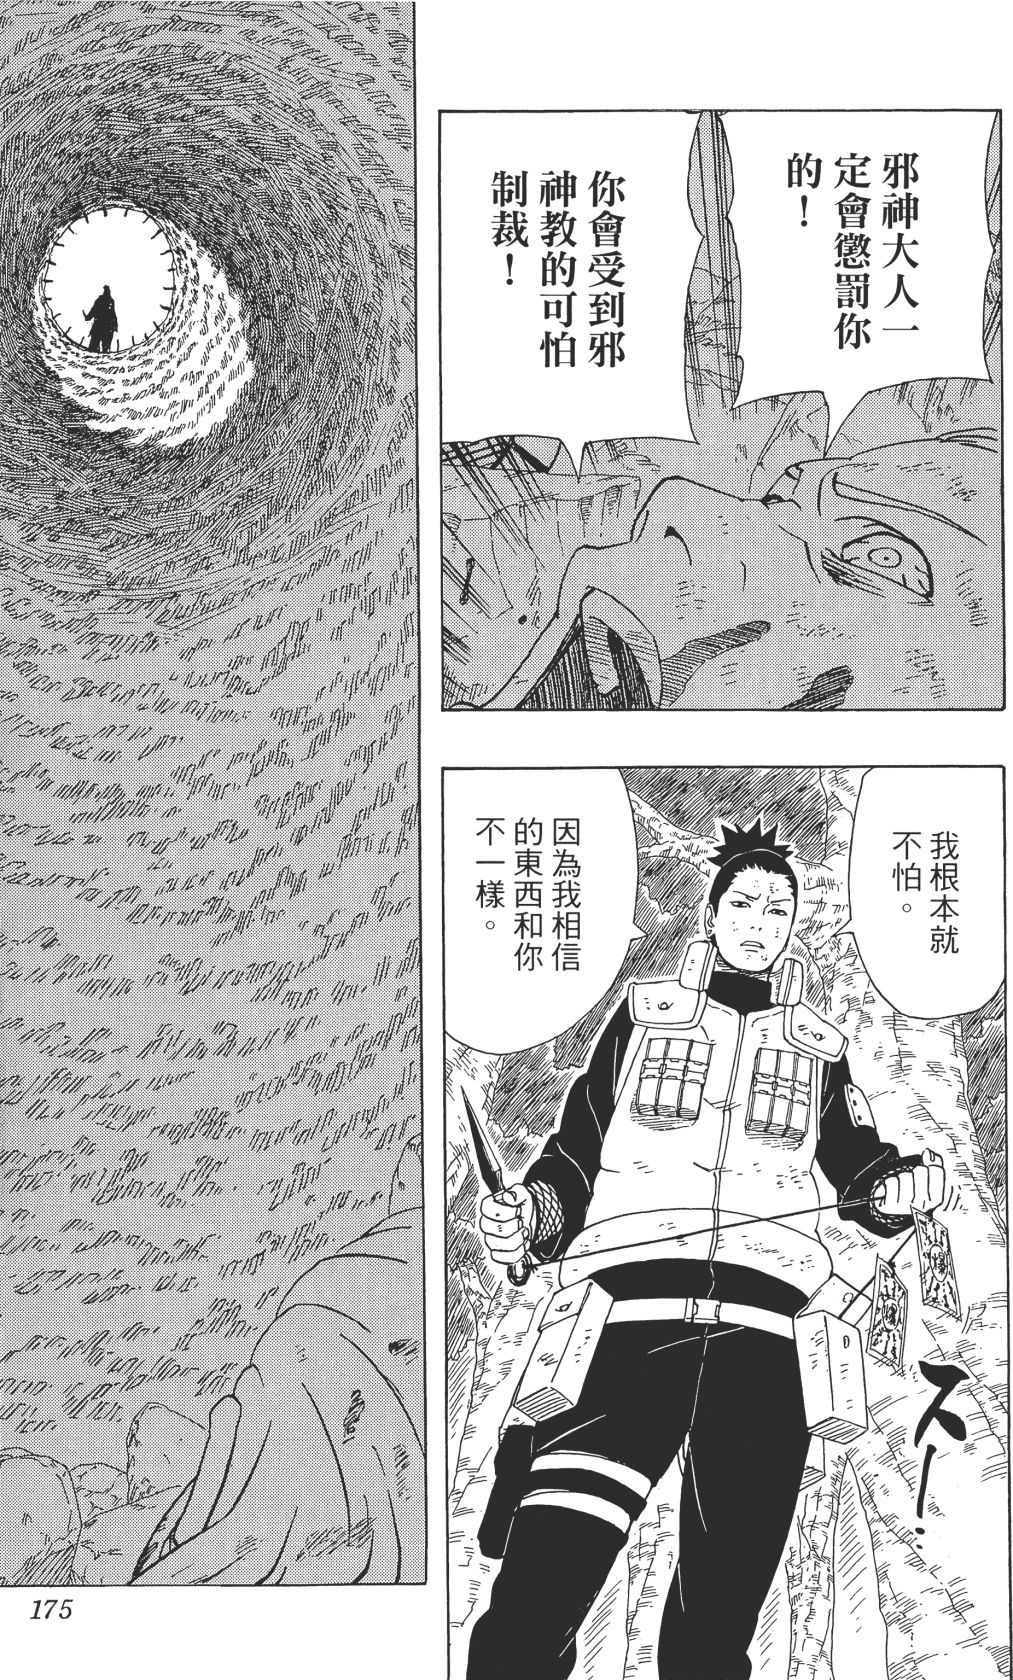 邪神大人一
定會懲罰你
的！
你會受到邪
神教的可怕
制裁！
我根本就
不怕。
因為我相信
的東西和你
不一樣。
スー…
175